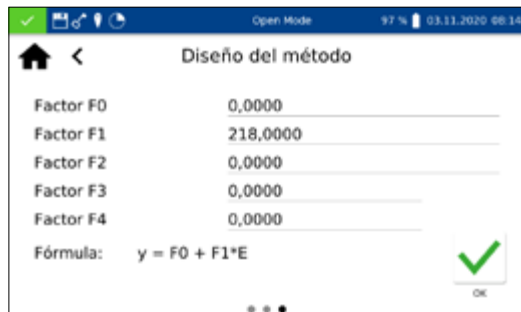 Open Mode 97 % 03.11.2020 08:14
Diseño del método
Factor F0 0,0000
Factor F1 218,0000
Factor F2 0,0000
Factor F3 0,0000
Factor F4 0,0000
Fórmula: y = F0 + F1*E
OK